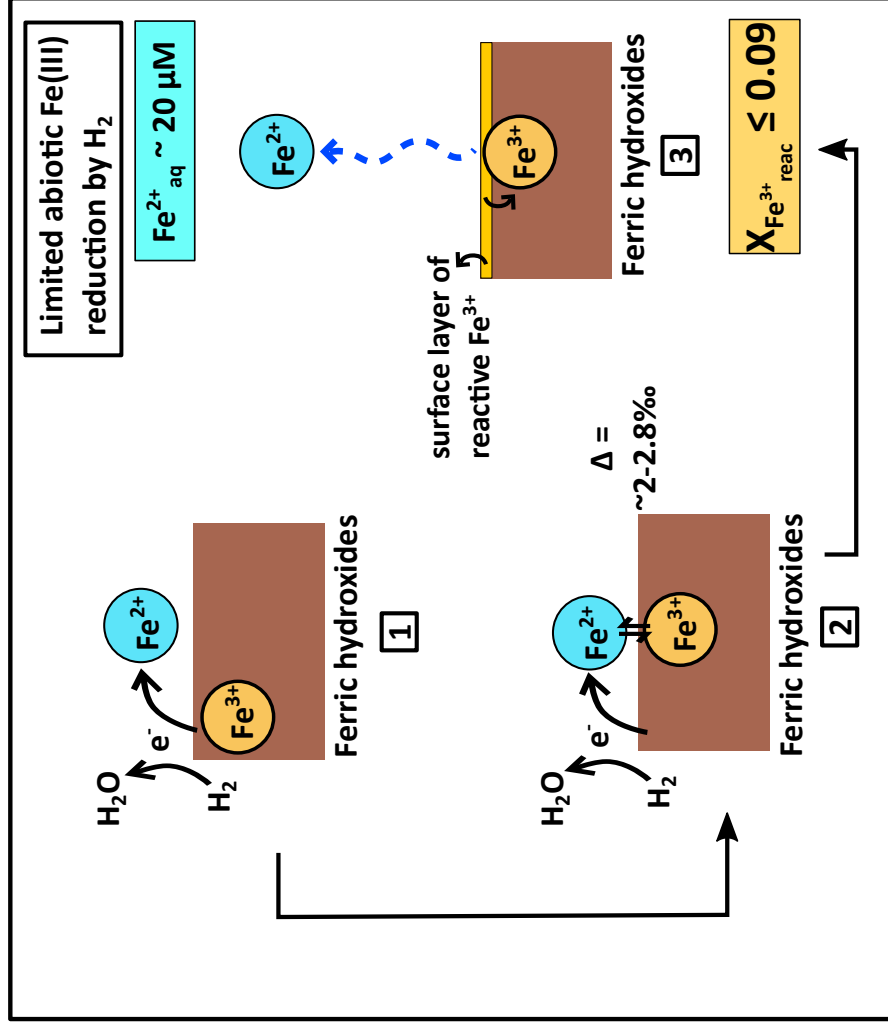 Limited abiotic Fe(III)
reduction by H₂
Fe²⁺aq ~ 20 µM
H₂O
e⁻
H₂
Fe³⁺
Fe²⁺
Ferric hydroxides
1
H₂O
e⁻
H₂
Fe²⁺
Fe³⁺
Δ =
~2-2.8‰
Ferric hydroxides
2
Fe²⁺
surface layer of
reactive Fe³⁺
Fe³⁺
Ferric hydroxides
3
XFe³⁺reac ≤ 0.09